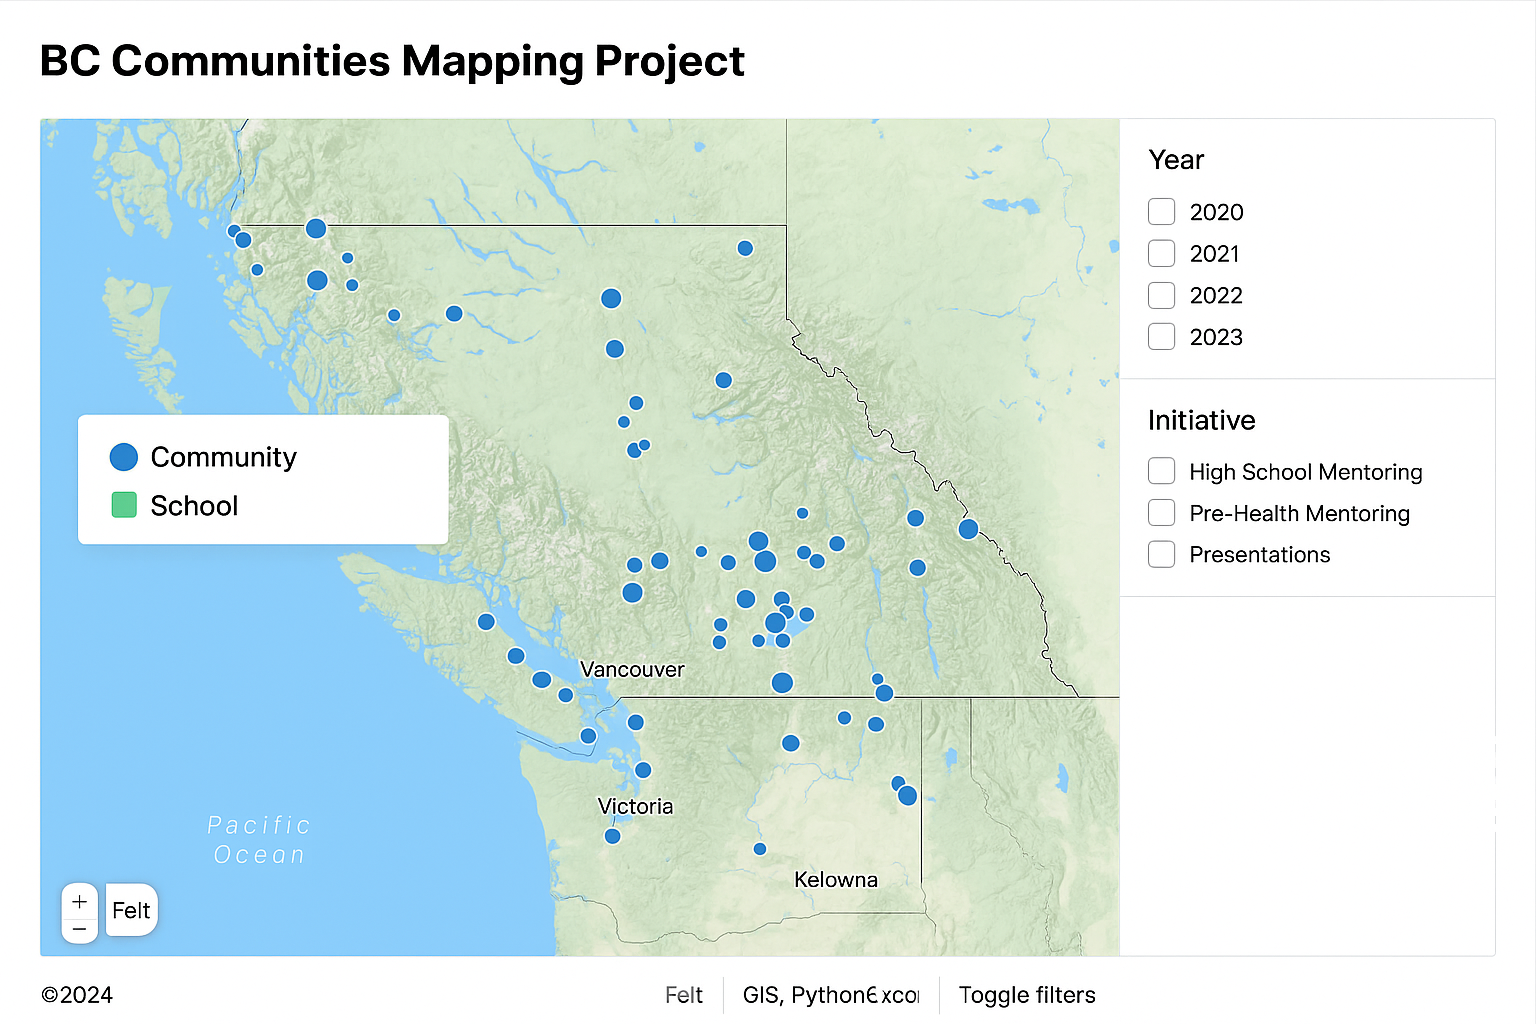 BC Communities Mapping Project
Community
School
Vancouver
Victoria
Kelowna
Pacific
Ocean
+
−
Felt
Year
2020
2021
2022
2023
Initiative
High School Mentoring
Pre-Health Mentoring
Presentations
©2024
Felt
GIS, Python
Toggle filters